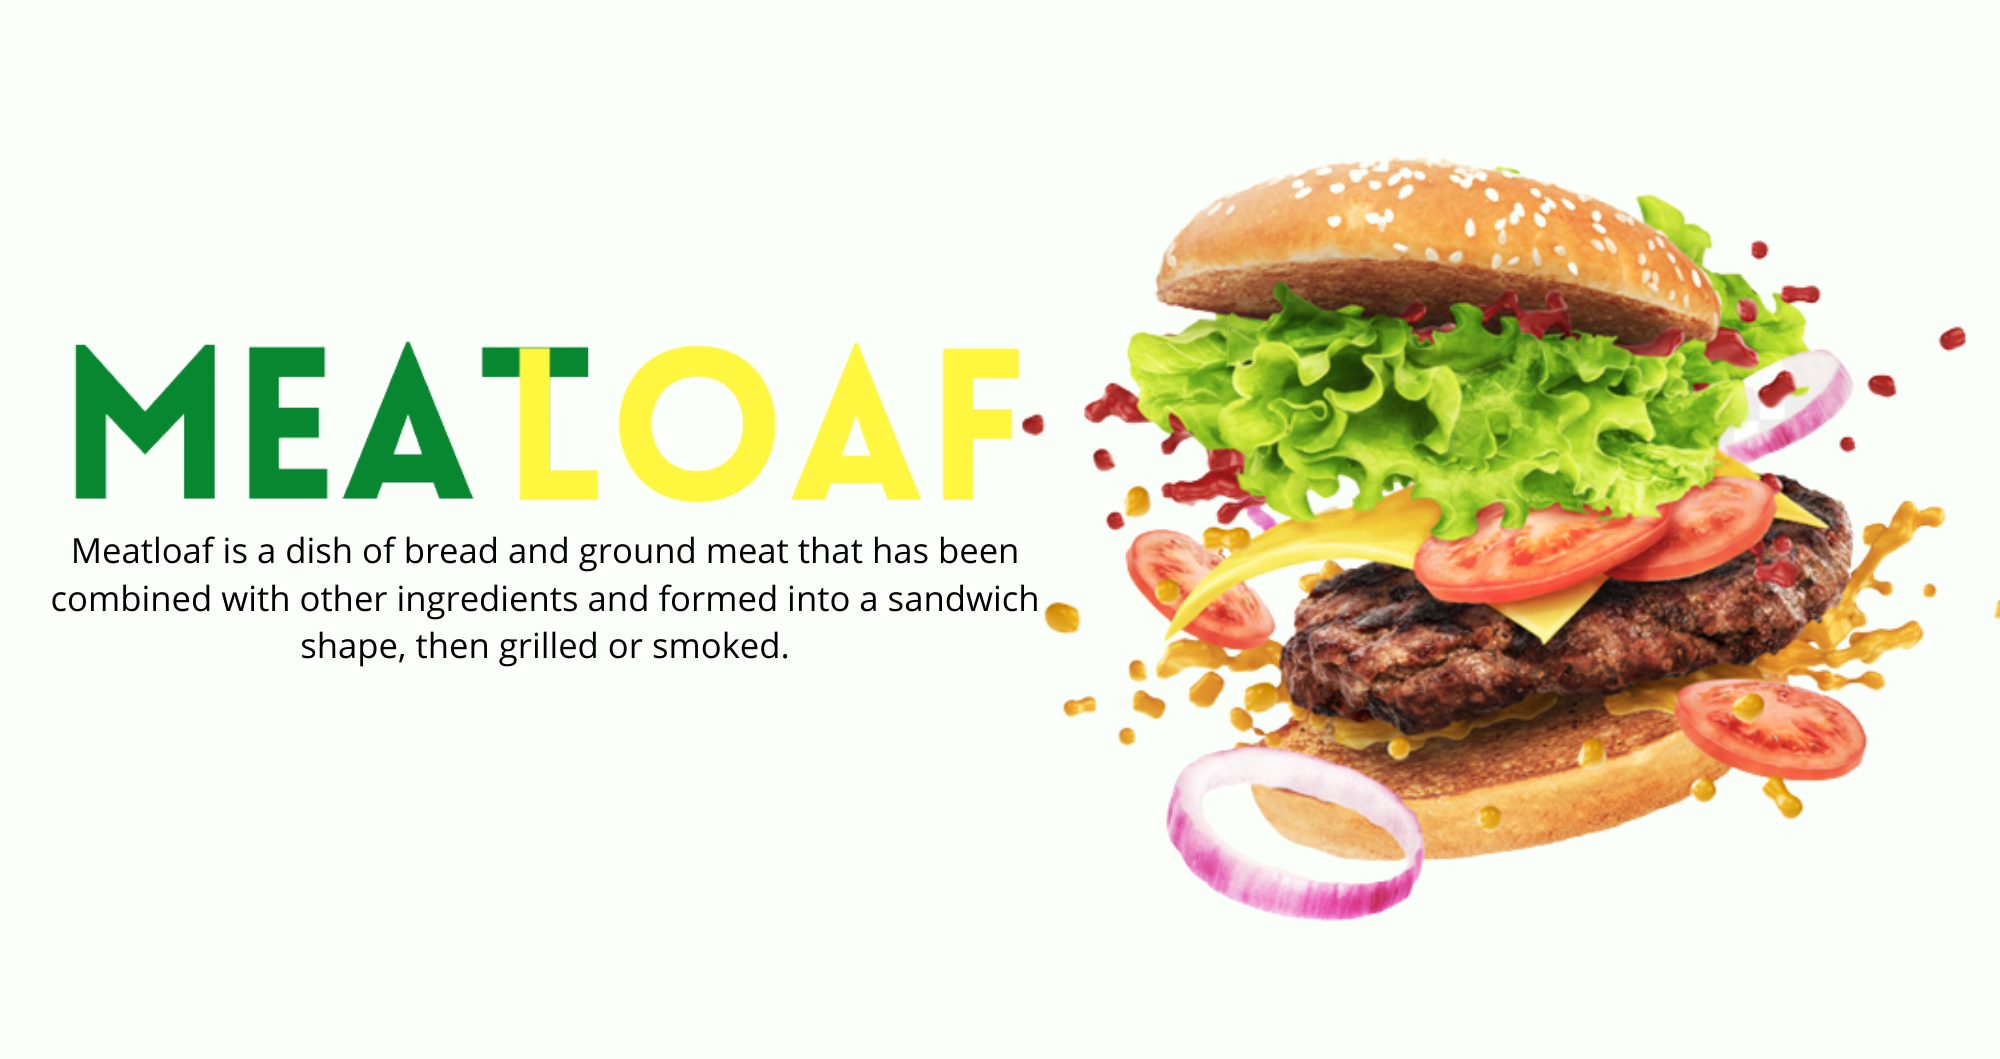 MEATLOAF
Meatloaf is a dish of bread and ground meat that has been
combined with other ingredients and formed into a sandwich
shape, then grilled or smoked.